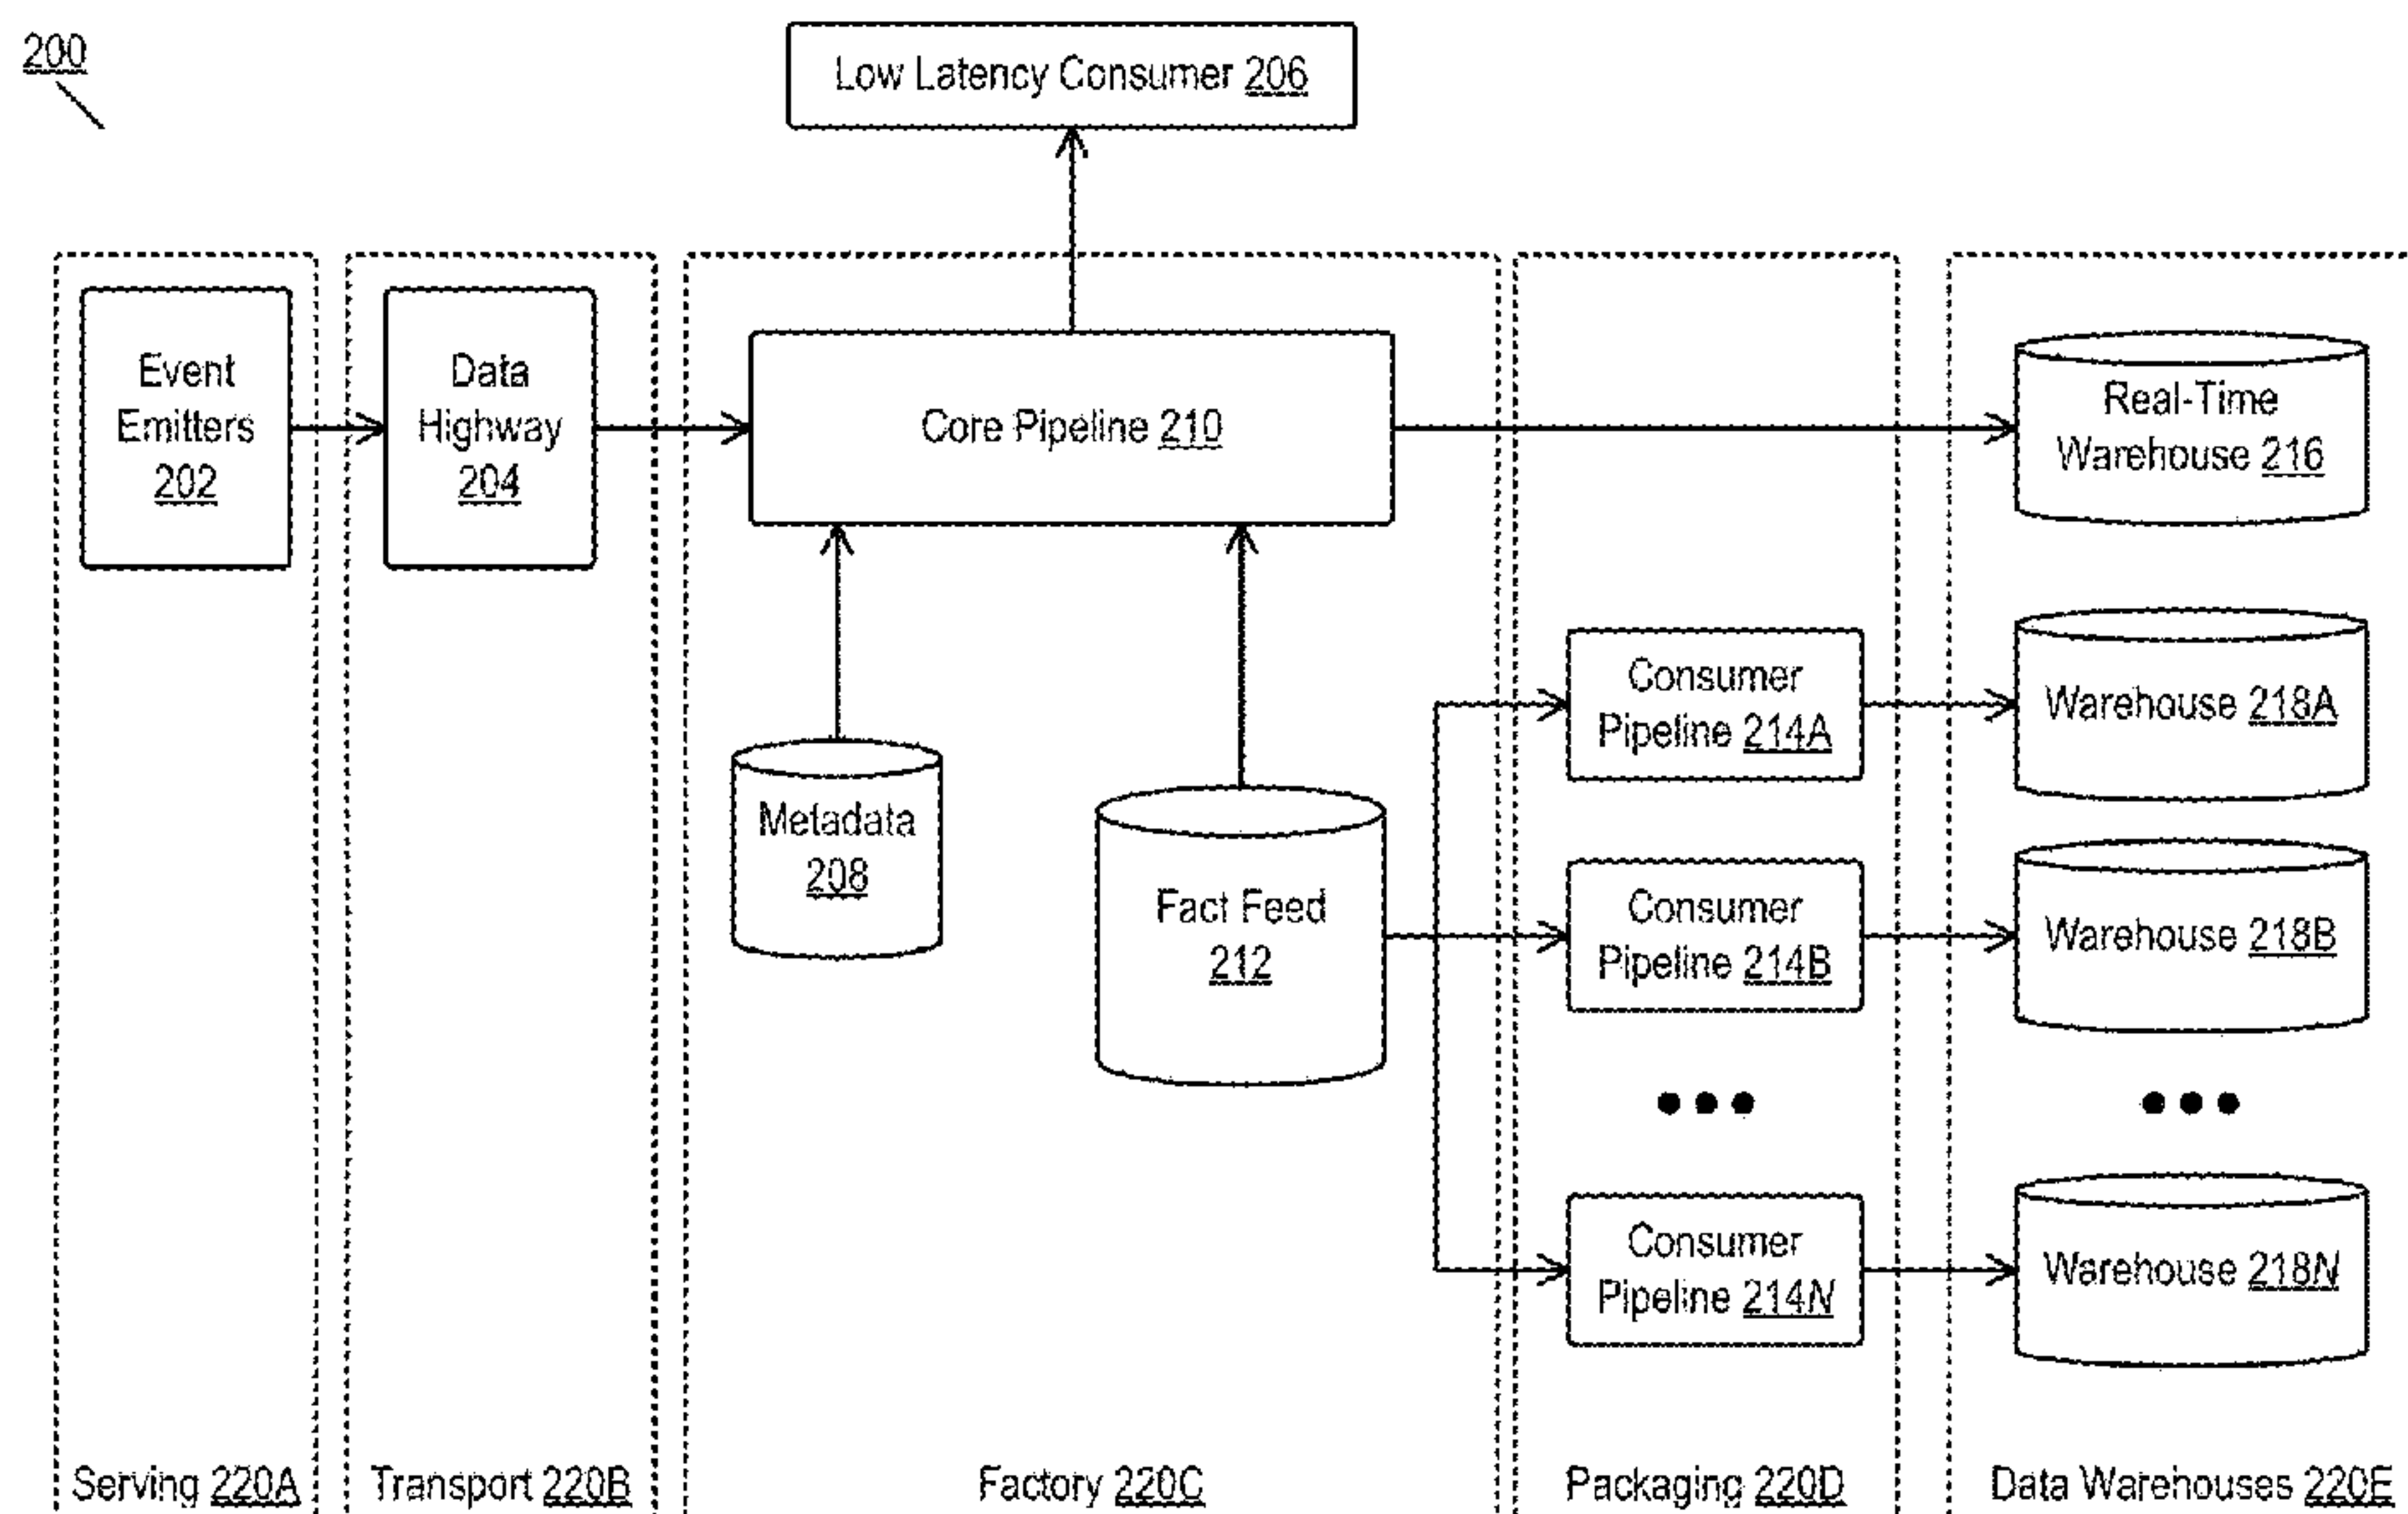 200
Low Latency Consumer 206
Event
Emitters
202
Data
Highway
204
Core Pipeline 210
Real-Time
Warehouse 216
Metadata
208
Fact Feed
212
Consumer
Pipeline 214A
Warehouse 218A
Consumer
Pipeline 214B
Warehouse 218B
Consumer
Pipeline 214N
Warehouse 218N
Serving 220A
Transport 220B
Factory 220C
Packaging 220D
Data Warehouses 220E